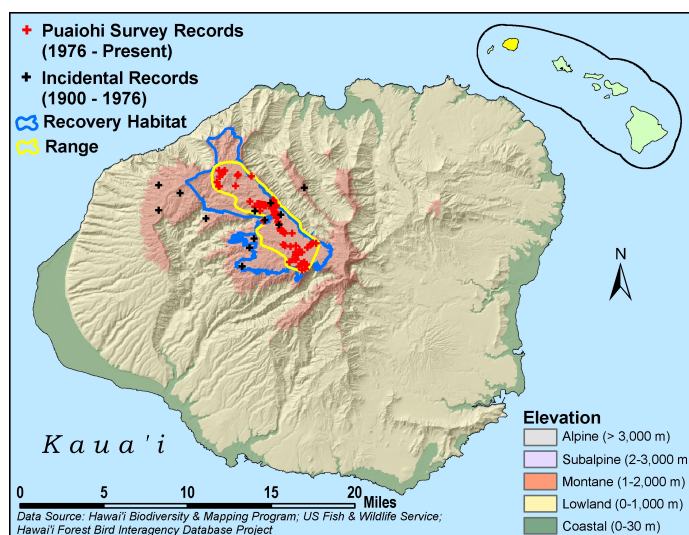 Puaiohi Survey Records
(1976 - Present)
Incidental Records
(1900 - 1976)
Recovery Habitat
Range
N
Kaua'i
Elevation
Alpine (> 3,000 m)
Subalpine (2-3,000 m)
Montane (1-2,000 m)
Lowland (0-1,000 m)
Coastal (0-30 m)
0 5 10 15 20
Miles
Data Source: Hawai'i Biodiversity & Mapping Program; US Fish & Wildlife Service;
Hawai'i Forest Bird Interagency Database Project